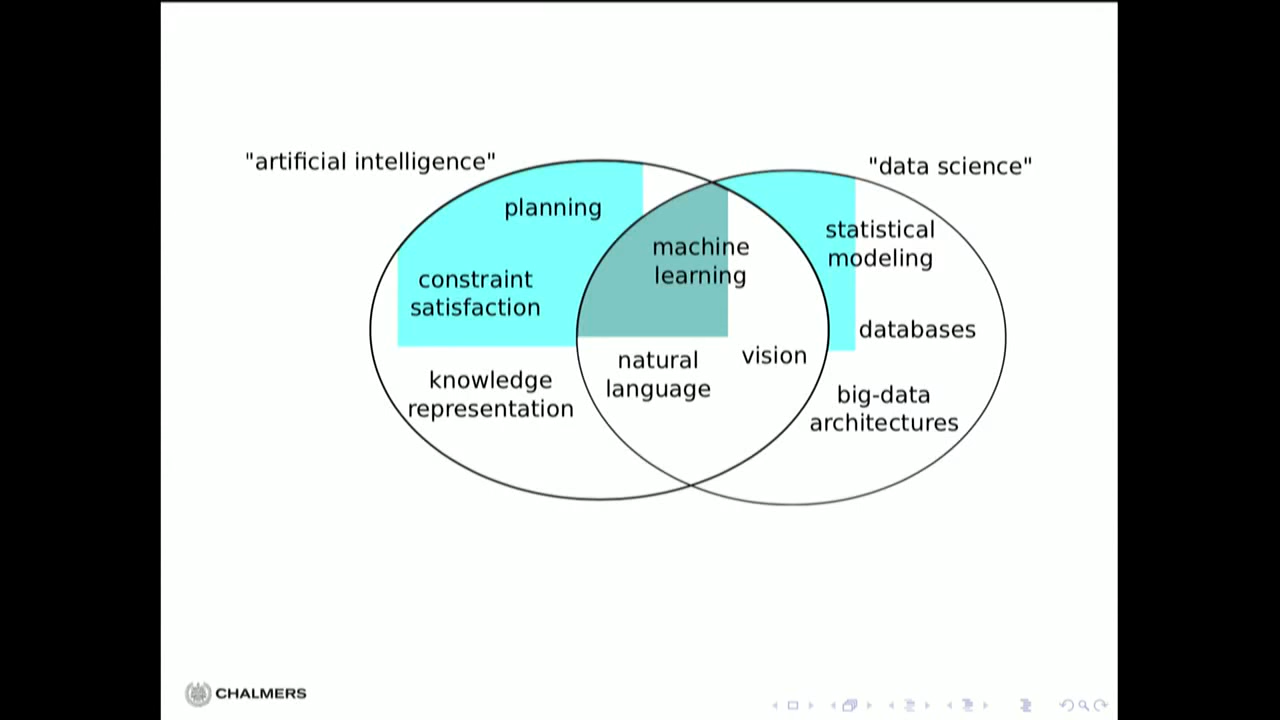 "artificial intelligence"
"data science"
planning
statistical
modeling
machine
learning
constraint
satisfaction
databases
natural
language
vision
knowledge
representation
big-data
architectures
CHALMERS